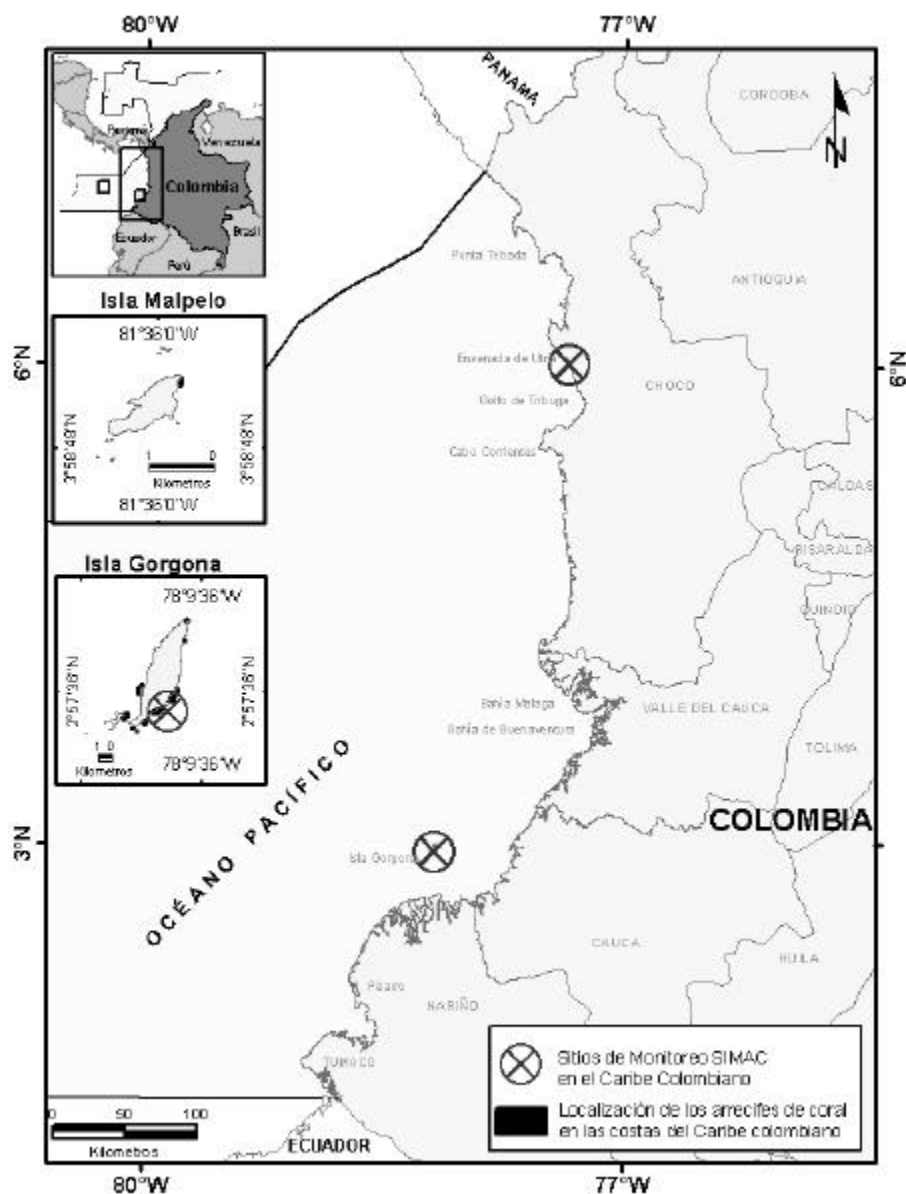 80°W
77°W
PANAMA
CORDOBA
N
Panamá
Venezuela
Colombia
Ecuador
Brasil
Perú
Punta Tebada
ANTIOQUIA
Isla Malpelo
81°36'0"W
3°58'48"N
3°58'48"N
1 0
Kilometros
81°36'0"W
6°N
6°N
Ensenada de Utria
CHOCO
Golfo de Tribuga
Cabo Corrientes
CALDAS
RISARALDA
QUINDIO
Isla Gorgona
78°9'36"W
2°57'36"N
2°57'36"N
1 0
Kilometros
78°9'36"W
Bahía Malaga
VALLE DEL CAUCA
Bahía de Buenaventura
TOLIMA
OCÉANO PACÍFICO
COLOMBIA
3°N
3°N
Isla Gorgona
CAUCA
HUILA
NARIÑO
TUMACO
Sitios de Monitoreo SIMAC
en el Caribe Colombiano
Localización de los arrecifes de coral
en las costas del Caribe colombiano
0 50 100
Kilometros
ECUADOR
80°W
77°W